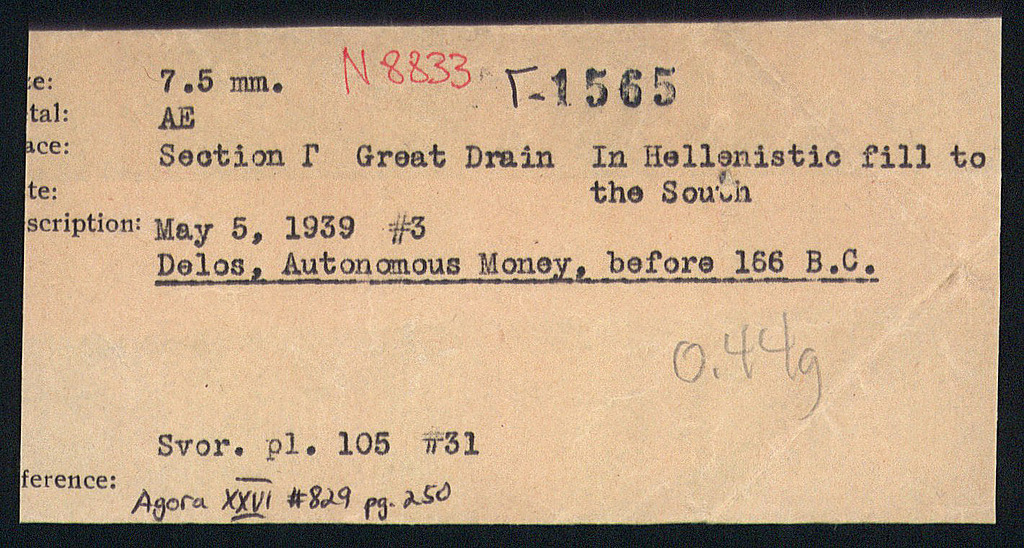 ze: 7.5 mm. N 8833 Γ-1565
tal: AE
ace: Section Γ Great Drain In Hellenistic fill to
te: the South
scription: May 5, 1939 #3
Delos, Autonomous Money, before 166 B.C.
0.44g
Svor. pl. 105 #31
ference: Agora XXVI #829 pg. 250